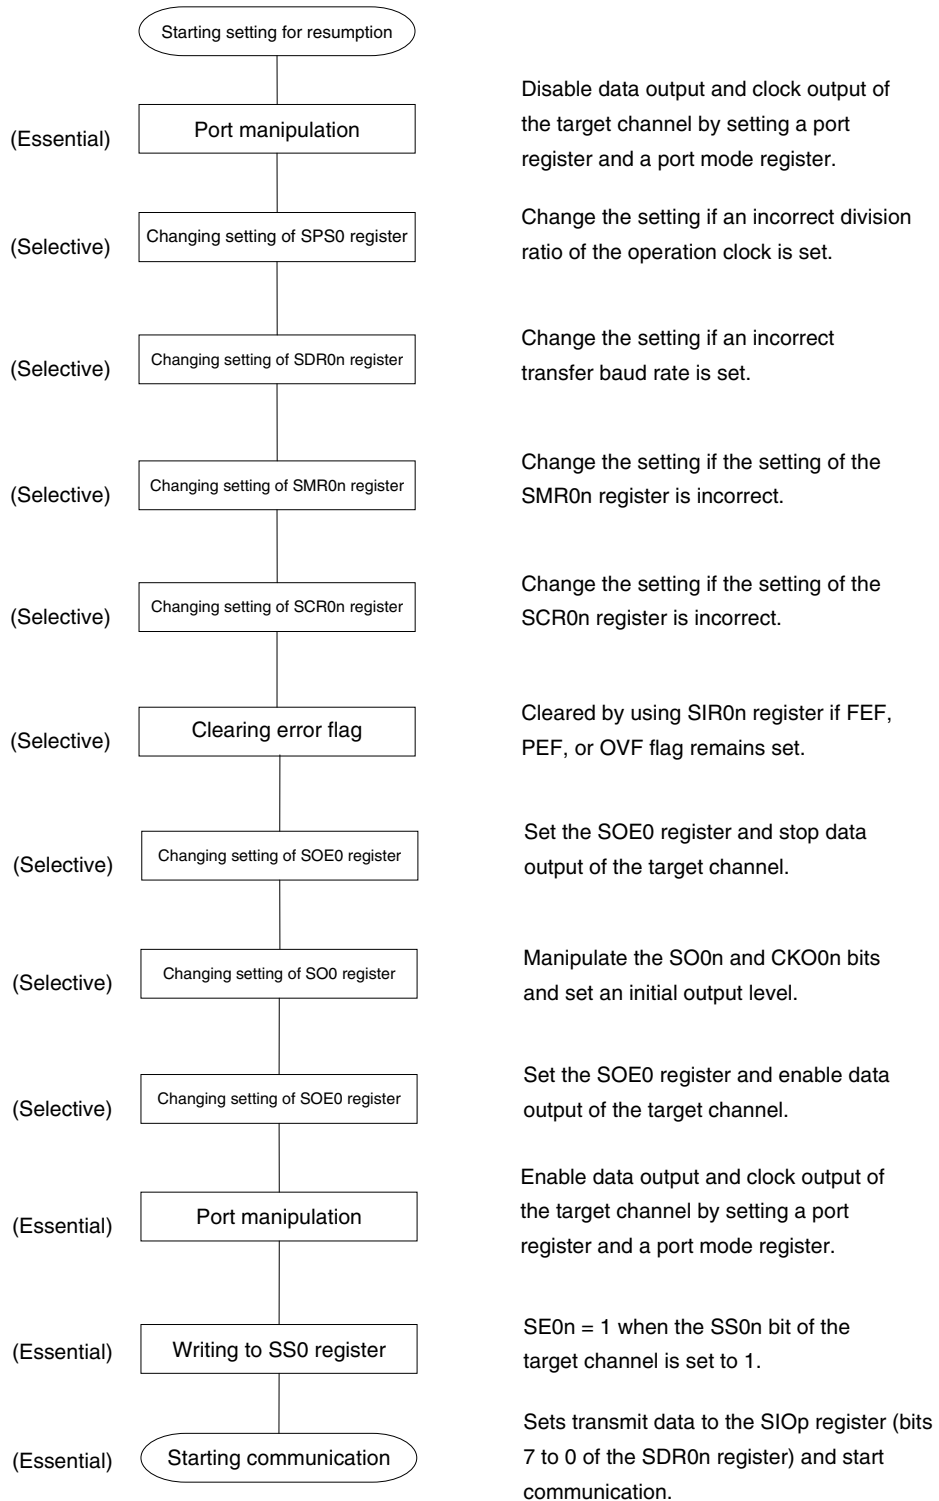 Starting setting for resumption
(Essential)
Port manipulation
Disable data output and clock output of
the target channel by setting a port
register and a port mode register.
(Selective)
Changing setting of SPS0 register
Change the setting if an incorrect division
ratio of the operation clock is set.
(Selective)
Changing setting of SDR0n register
Change the setting if an incorrect
transfer baud rate is set.
(Selective)
Changing setting of SMR0n register
Change the setting if the setting of the
SMR0n register is incorrect.
(Selective)
Changing setting of SCR0n register
Change the setting if the setting of the
SCR0n register is incorrect.
(Selective)
Clearing error flag
Cleared by using SIR0n register if FEF,
PEF, or OVF flag remains set.
(Selective)
Changing setting of SOE0 register
Set the SOE0 register and stop data
output of the target channel.
(Selective)
Changing setting of SO0 register
Manipulate the SO0n and CKO0n bits
and set an initial output level.
(Selective)
Changing setting of SOE0 register
Set the SOE0 register and enable data
output of the target channel.
(Essential)
Port manipulation
Enable data output and clock output of
the target channel by setting a port
register and a port mode register.
(Essential)
Writing to SS0 register
SE0n = 1 when the SS0n bit of the
target channel is set to 1.
(Essential)
Starting communication
Sets transmit data to the SIOp register (bits
7 to 0 of the SDR0n register) and start
communication.